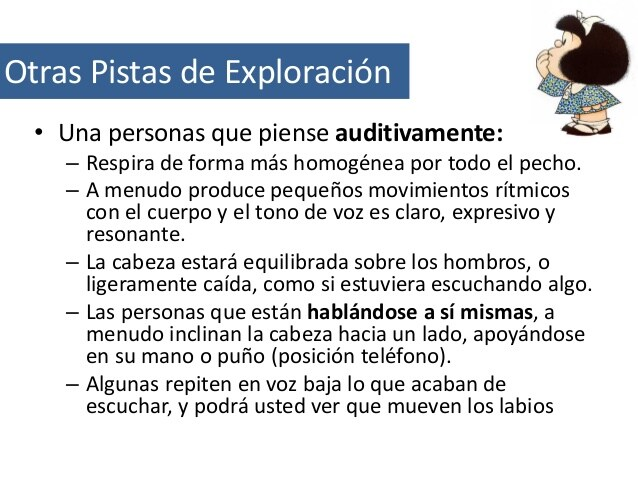 Otras Pistas de Exploración
• Una personas que piense auditivamente:
– Respira de forma más homogénea por todo el pecho.
– A menudo produce pequeños movimientos rítmicos
con el cuerpo y el tono de voz es claro, expresivo y
resonante.
– La cabeza estará equilibrada sobre los hombros, o
ligeramente caída, como si estuviera escuchando algo.
– Las personas que están hablándose a sí mismas, a
menudo inclinan la cabeza hacia un lado, apoyándose
en su mano o puño (posición teléfono).
– Algunas repiten en voz baja lo que acaban de
escuchar, y podrá usted ver que mueven los labios